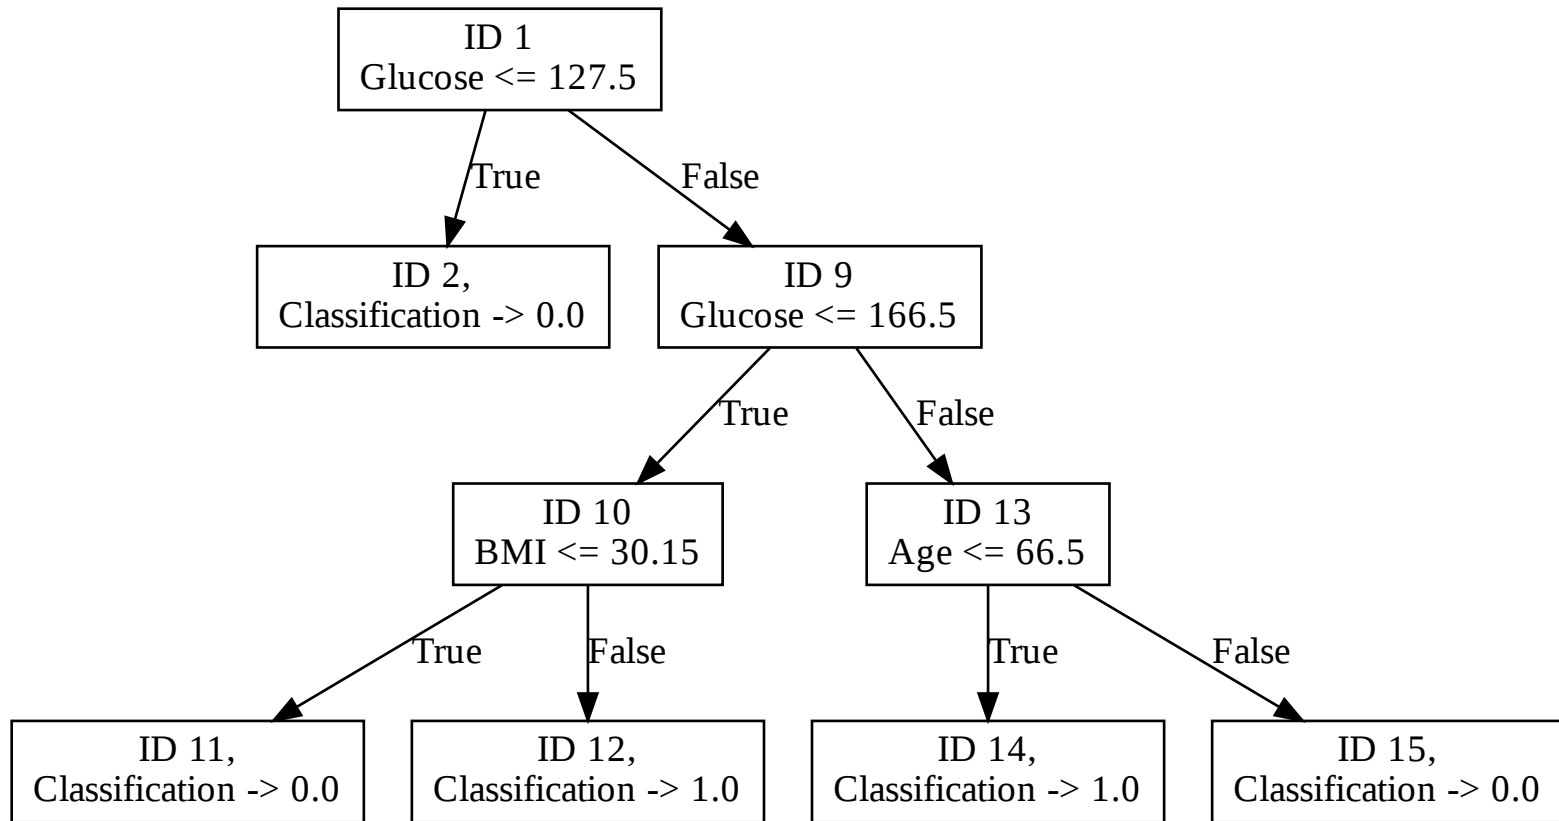 ID 1
Glucose <= 127.5
True
False
ID 2,
Classification -> 0.0
ID 9
Glucose <= 166.5
True
False
ID 10
BMI <= 30.15
ID 13
Age <= 66.5
True
False
True
False
ID 11,
Classification -> 0.0
ID 12,
Classification -> 1.0
ID 14,
Classification -> 1.0
ID 15,
Classification -> 0.0